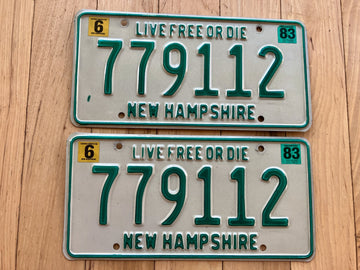 LIVE FREE OR DIE
6 83
779112
NEW HAMPSHIRE
LIVE FREE OR DIE
6 83
779112
NEW HAMPSHIRE